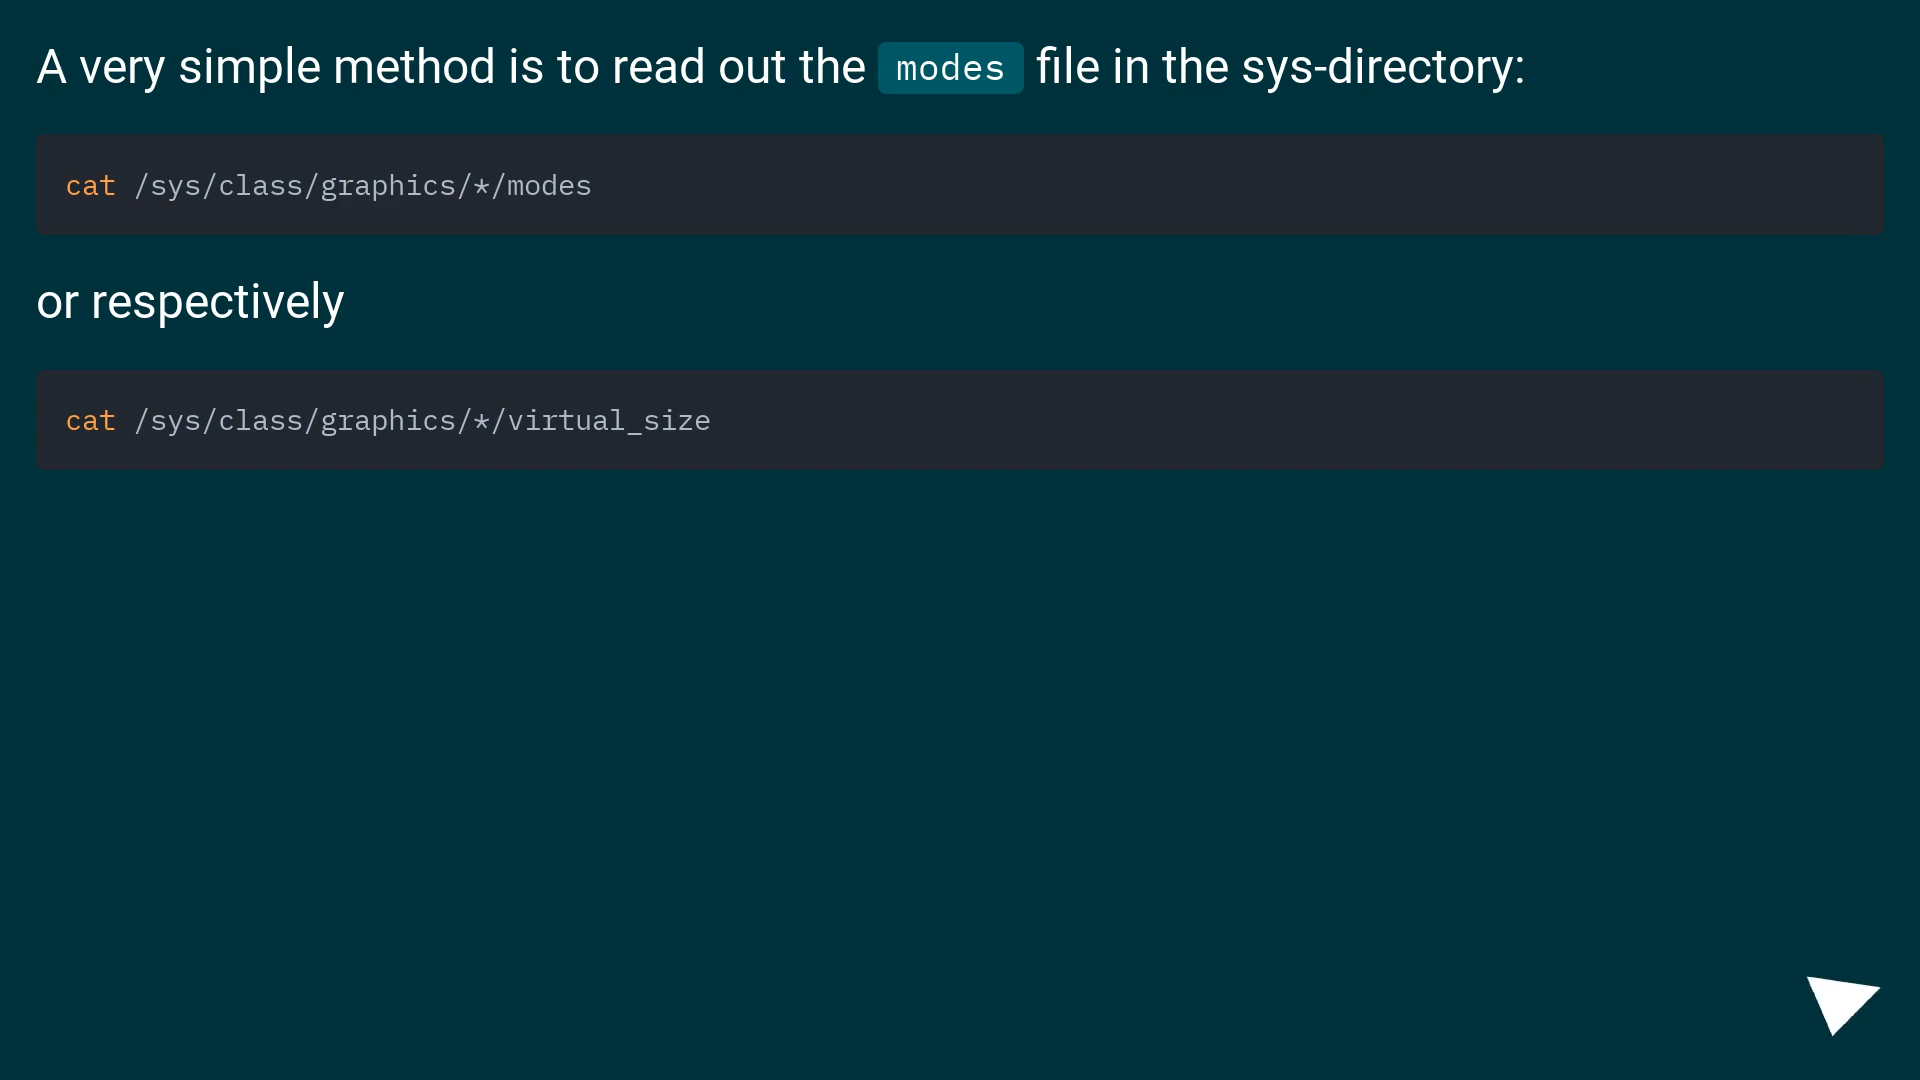 A very simple method is to read out the modes file in the sys-directory:
cat /sys/class/graphics/*/modes
or respectively
cat /sys/class/graphics/*/virtual_size